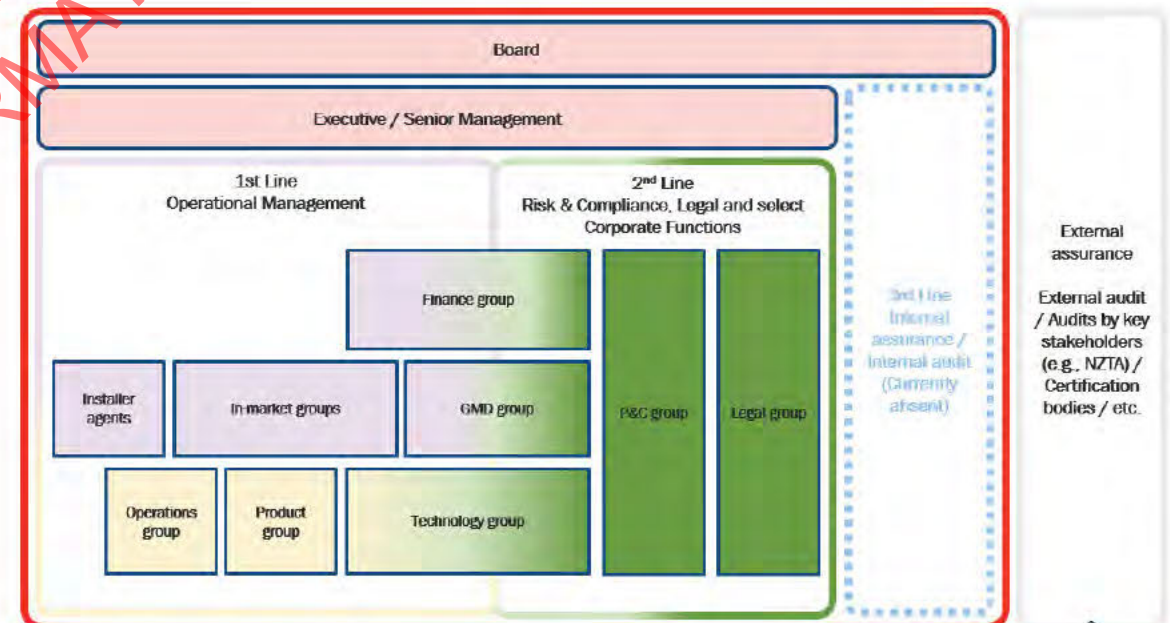 Board
Executive / Senior Management
1st Line
Operational Management
2nd Line
Risk & Compliance, Legal and select
Corporate Functions
Finance group
Installer
agents
In-market groups
GMD group
P&C group
Legal group
Operations
group
Product
group
Technology group
3rd Line
Internal
assurance /
Internal audit
(Currently
absent)
External
assurance
External audit
/ Audits by key
stakeholders
(e.g., NZTA) /
Certification
bodies / etc.